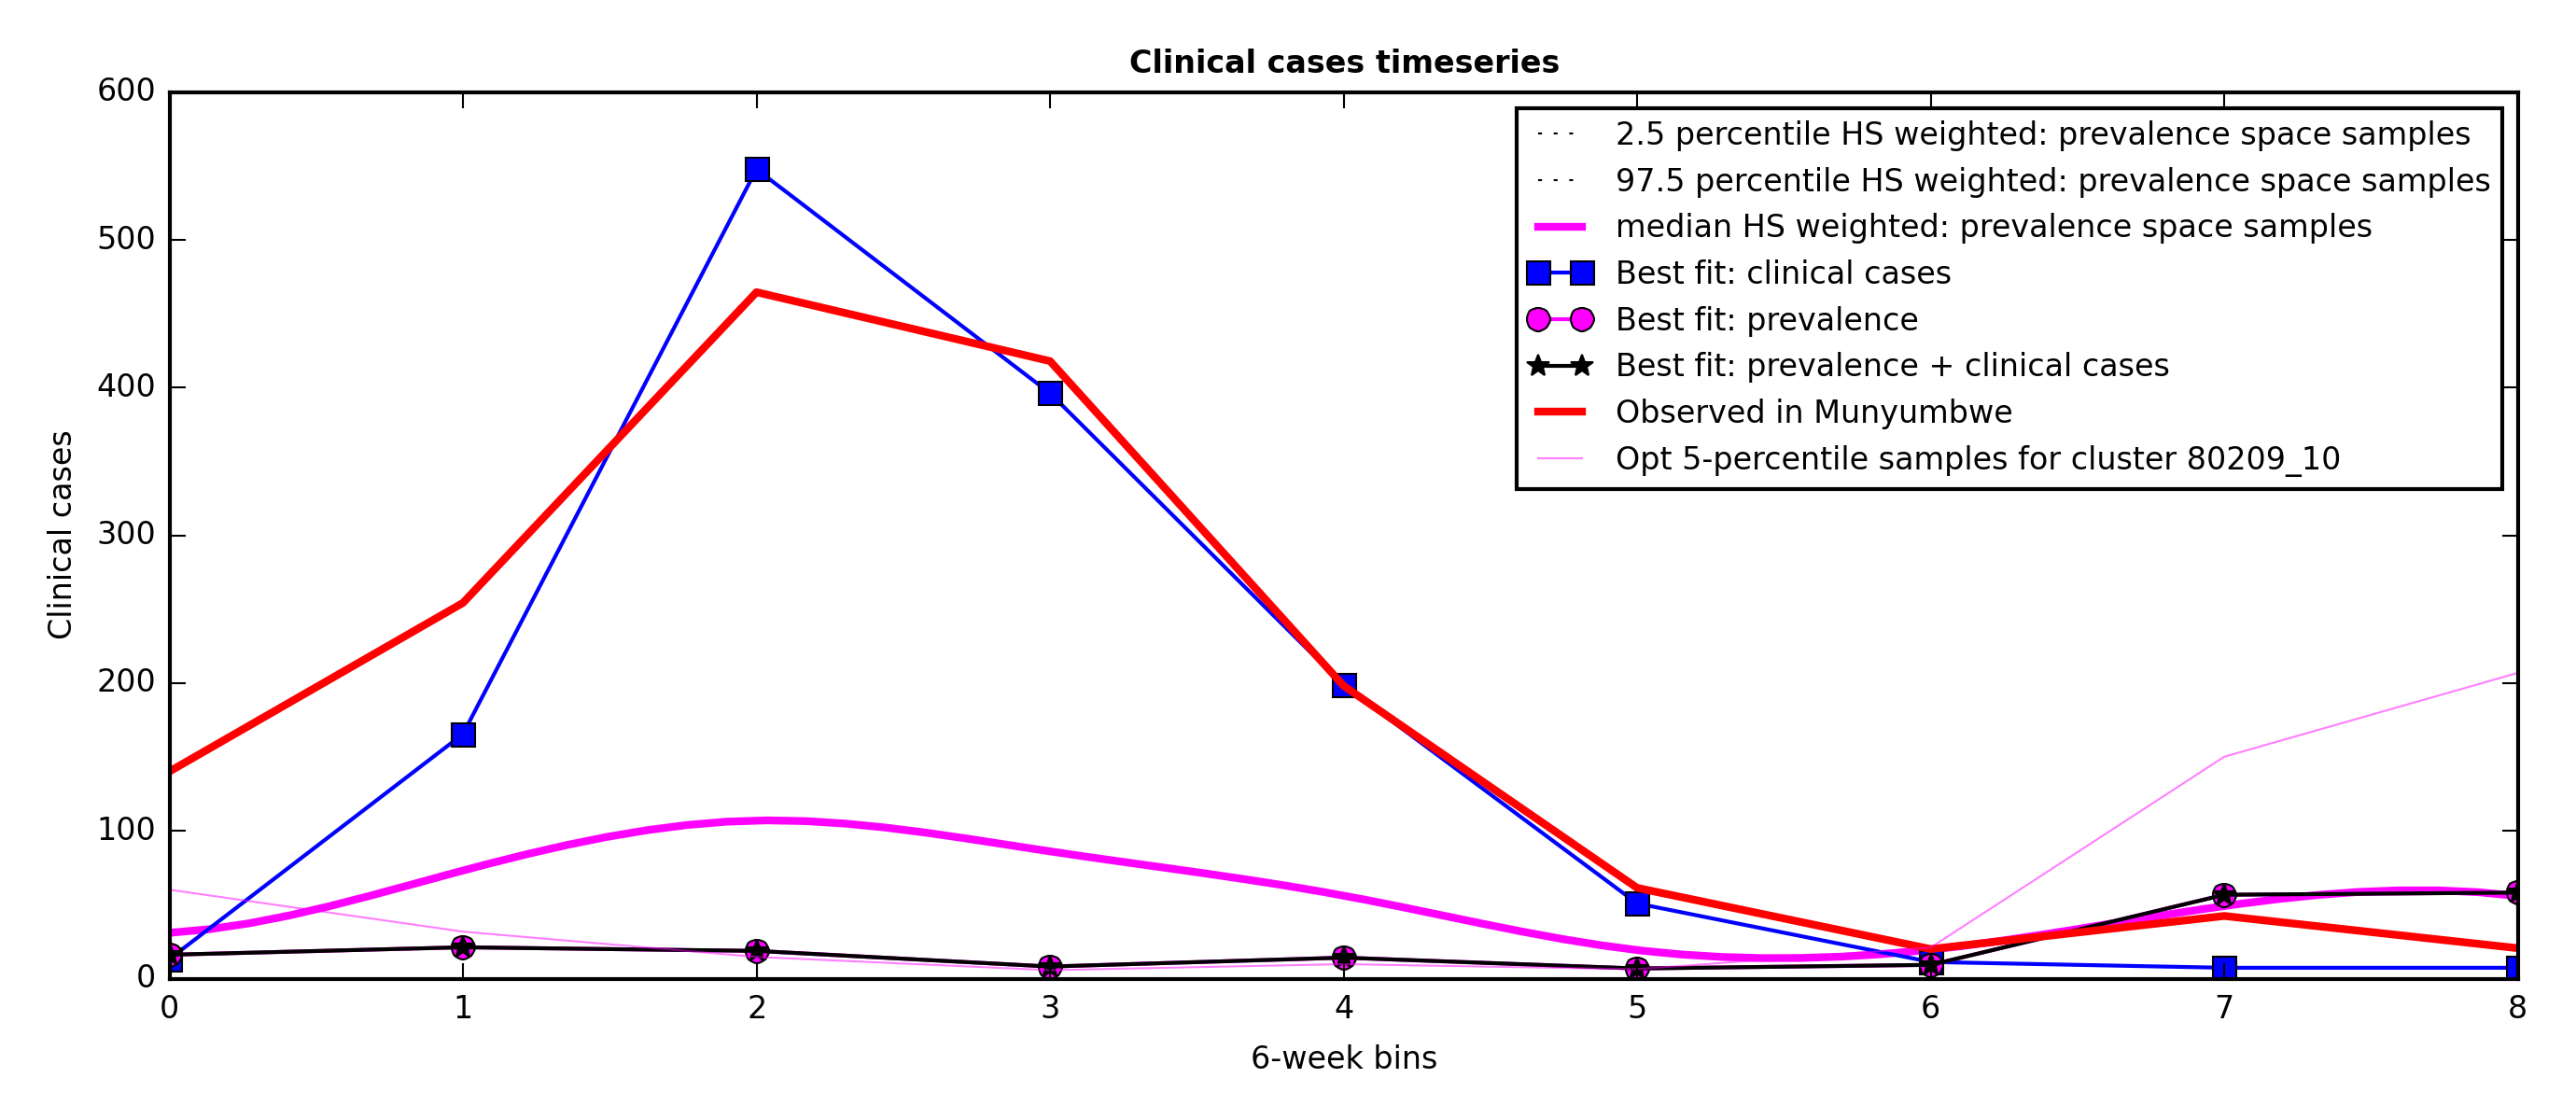 Clinical cases timeseries
600
500
400
300
200
100
0
Clinical cases
2.5 percentile HS weighted: prevalence space samples
97.5 percentile HS weighted: prevalence space samples
median HS weighted: prevalence space samples
Best fit: clinical cases
Best fit: prevalence
Best fit: prevalence + clinical cases
Observed in Munyumbwe
Opt 5-percentile samples for cluster 80209_10
0 1 2 3 4 5 6 7 8
6-week bins